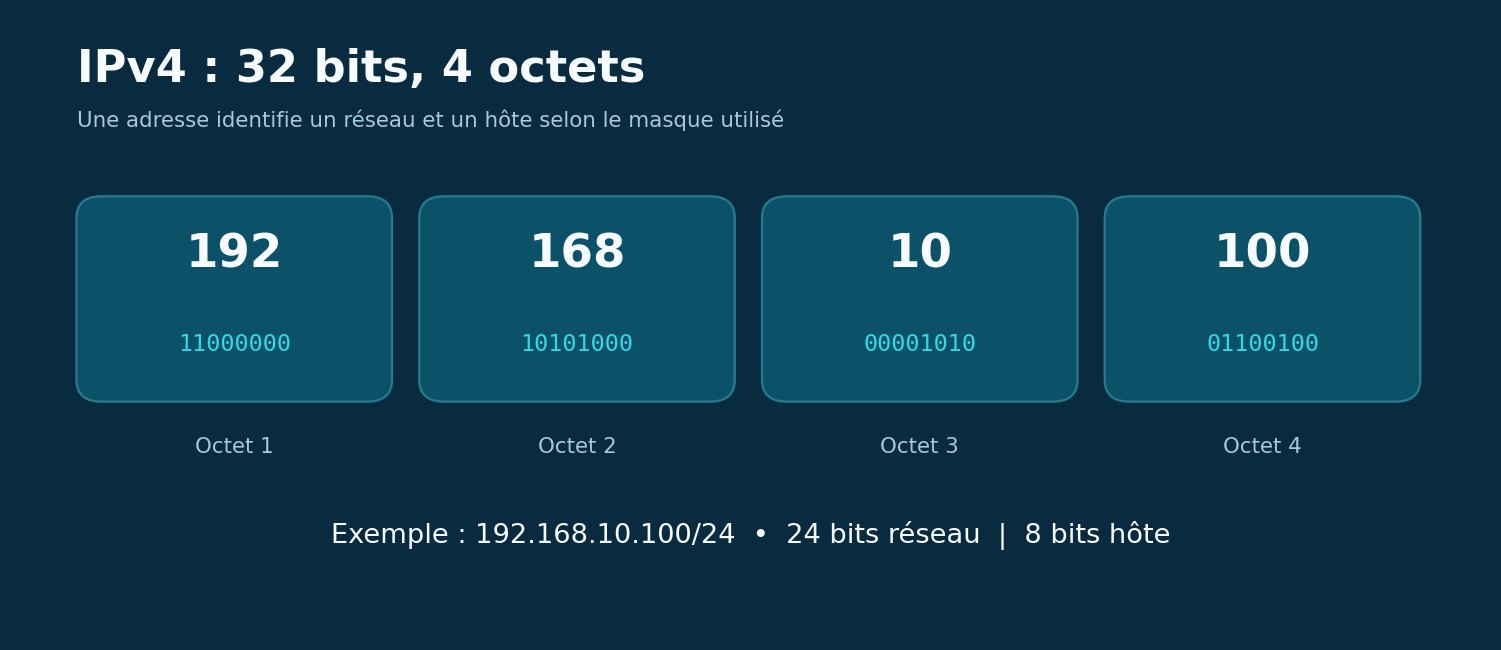 IPv4 : 32 bits, 4 octets
Une adresse identifie un réseau et un hôte selon le masque utilisé
192 168 10 100
11000000 10101000 00001010 01100100
Octet 1 Octet 2 Octet 3 Octet 4
Exemple : 192.168.10.100/24 • 24 bits réseau | 8 bits hôte